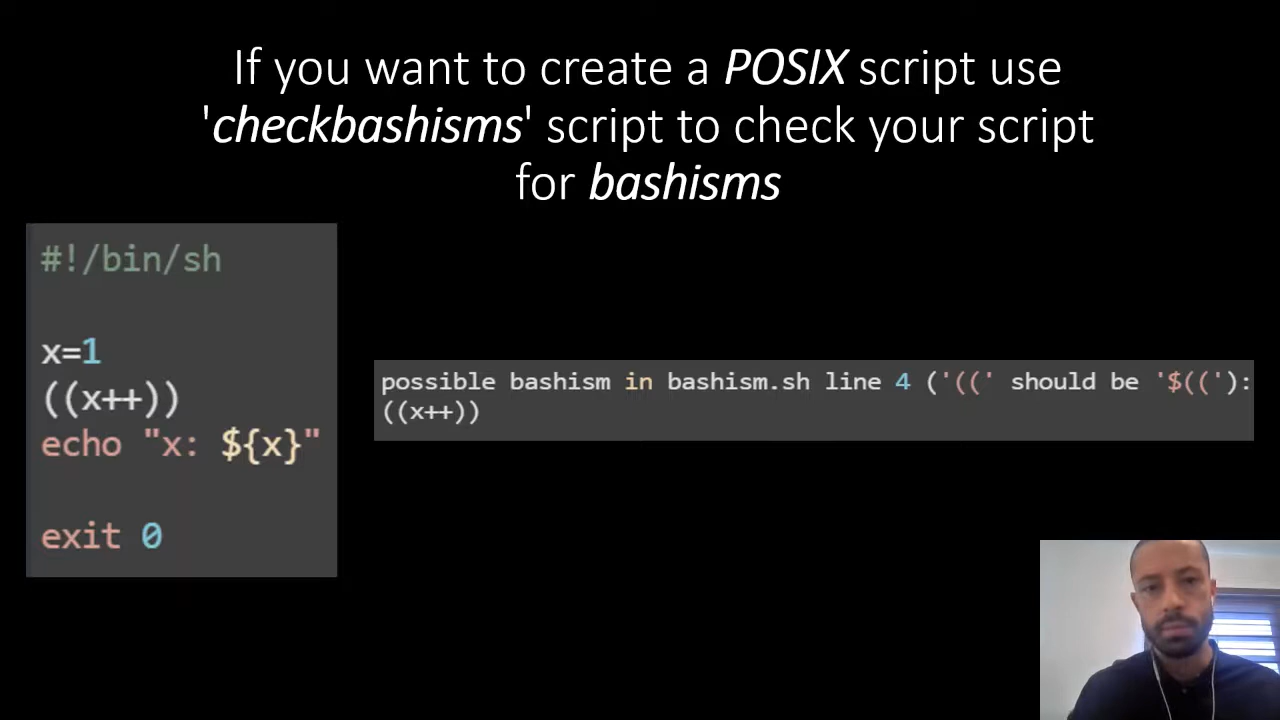 If you want to create a POSIX script use
'checkbashisms' script to check your script
for bashisms
#!/bin/sh
x=1
((x++))
echo "x: ${x}"
exit 0
possible bashism in bashism.sh line 4 ('((' should be '$(('):
((x++))